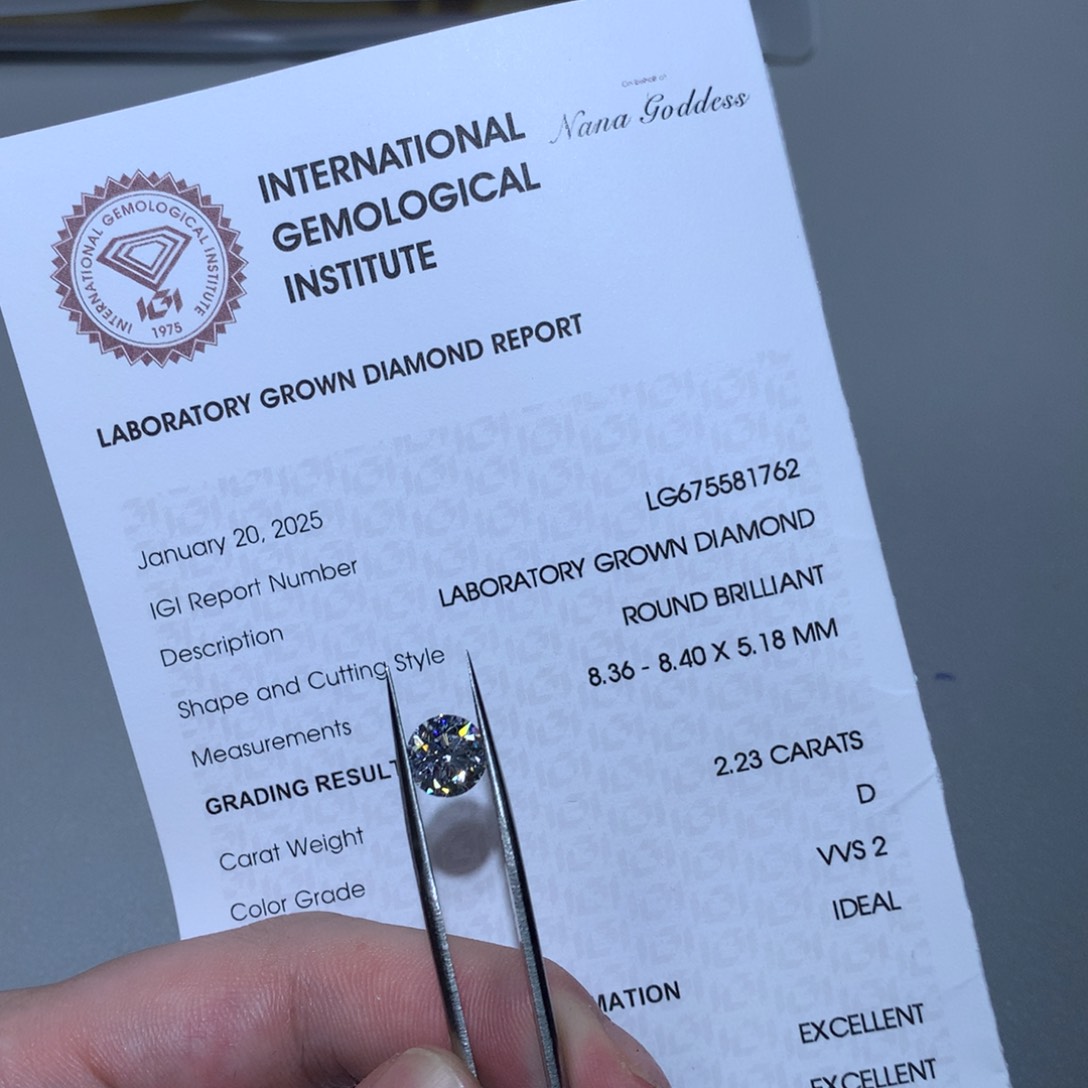 On behalf of
Nana Goddess
INTERNATIONAL
GEMOLOGICAL
INSTITUTE
INTERNATIONAL GEMOLOGICAL INSTITUTE
IGI
1975
LABORATORY GROWN DIAMOND REPORT
January 20, 2025
IGI Report Number LG675581762
Description LABORATORY GROWN DIAMOND
Shape and Cutting Style ROUND BRILLIANT
Measurements 8.36 - 8.40 X 5.18 MM
GRADING RESULT
Carat Weight 2.23 CARATS
Color Grade D
VVS 2
IDEAL
MATION
EXCELLENT
EXCELLENT